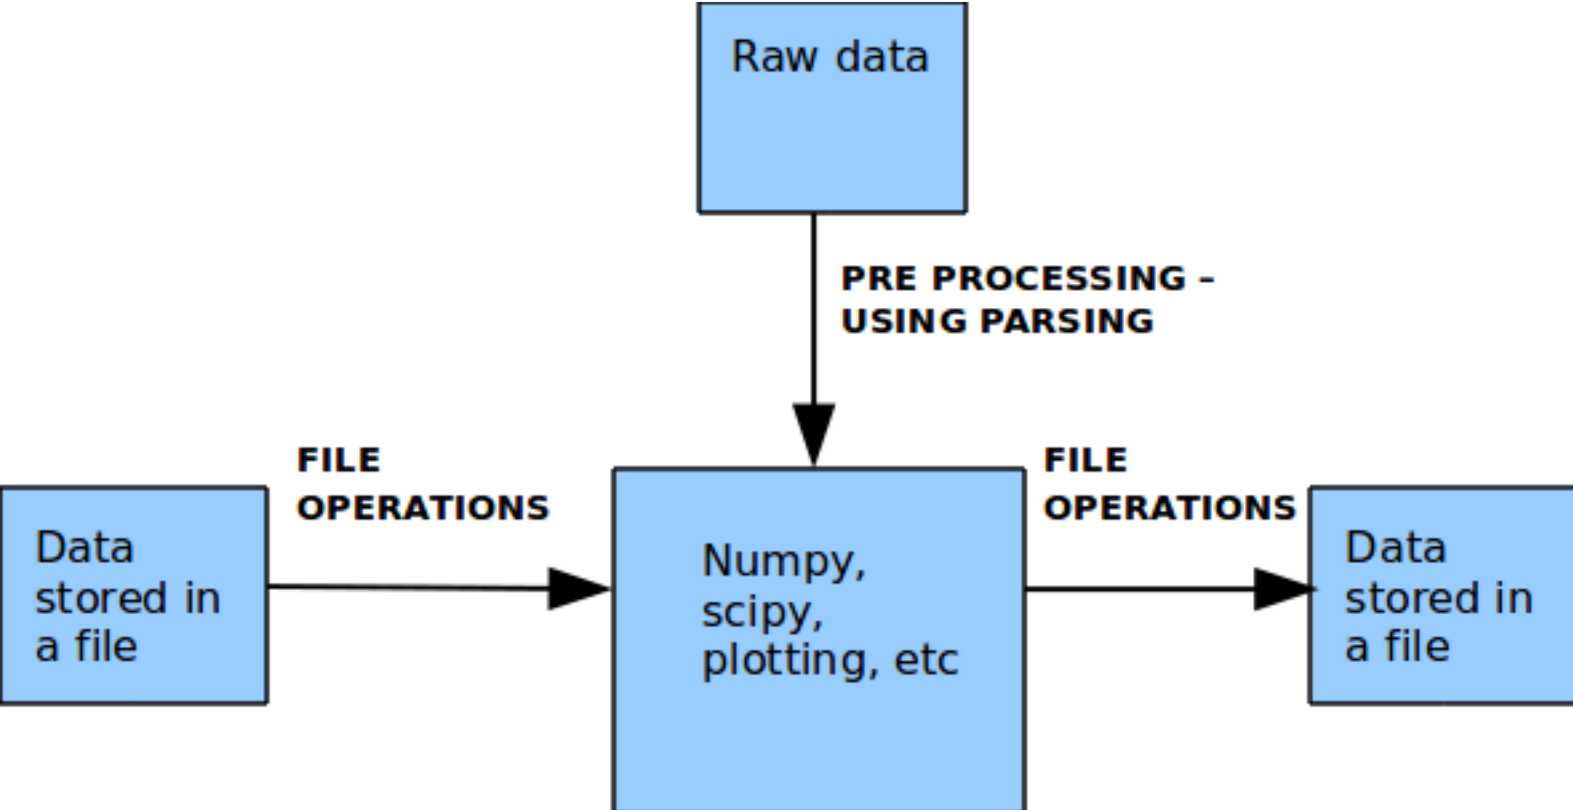 Raw data
PRE PROCESSING –
USING PARSING
FILE
OPERATIONS
FILE
OPERATIONS
Data
stored in
a file
Numpy,
scipy,
plotting, etc
Data
stored in
a file